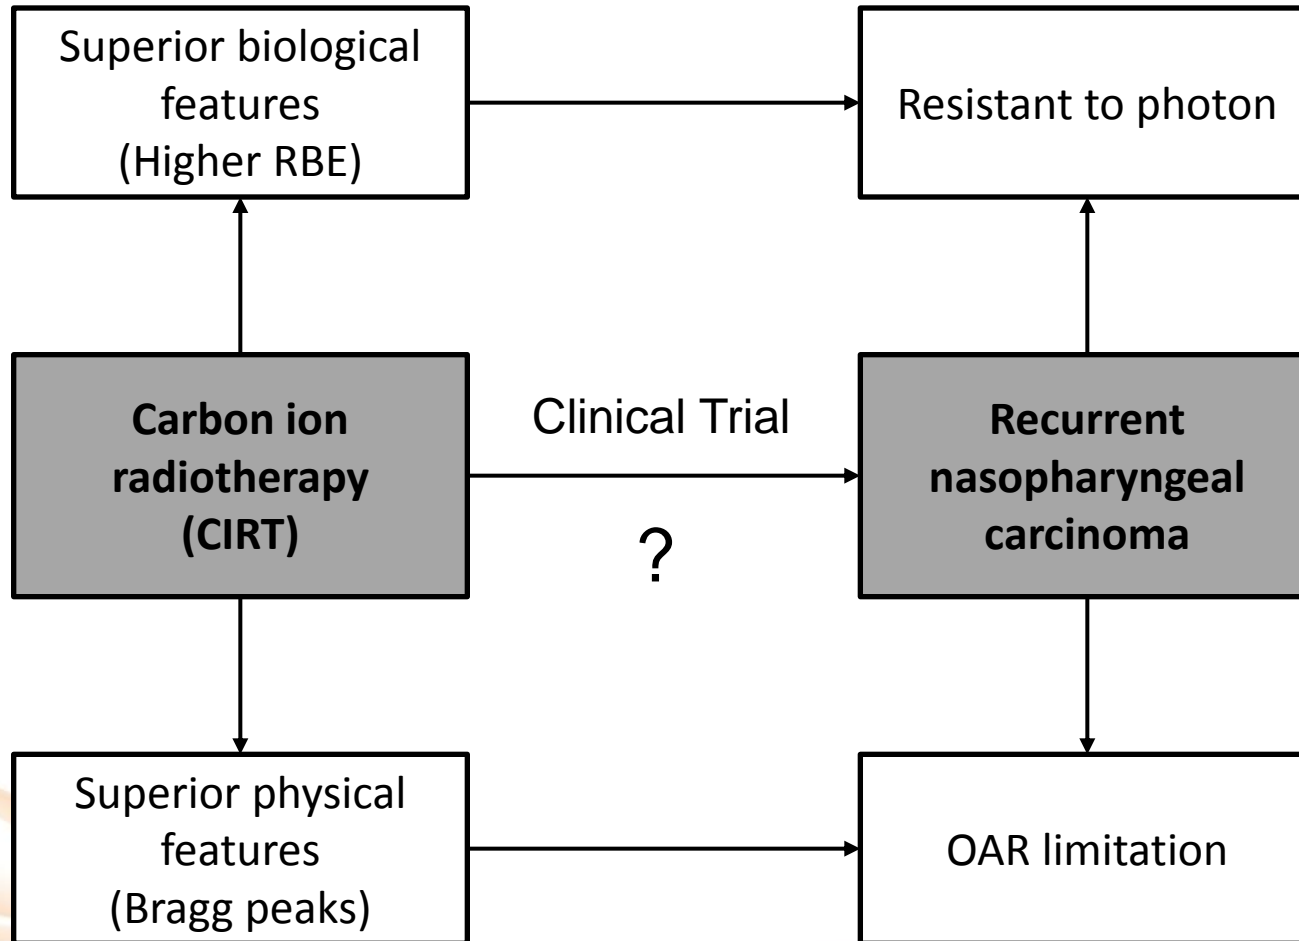 Superior biological
features
(Higher RBE)
Resistant to photon
Carbon ion
radiotherapy
(CIRT)
Clinical Trial
?
Recurrent
nasopharyngeal
carcinoma
Superior physical
features
(Bragg peaks)
OAR limitation